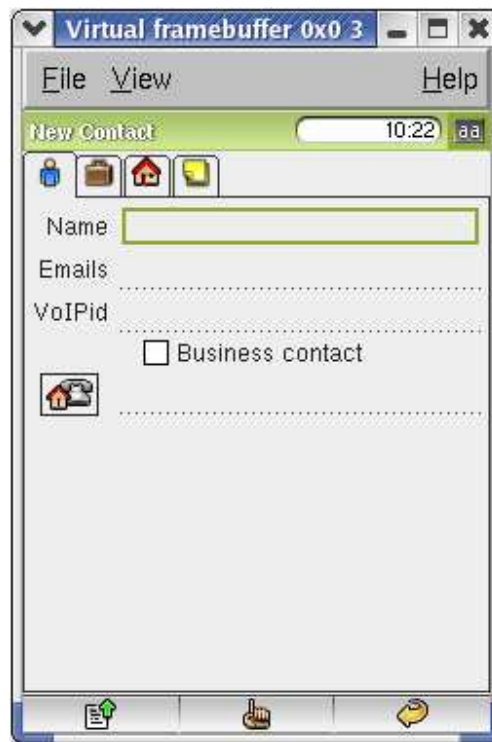 Virtual framebuffer 0x0 3
File View Help
New Contact 10:22 aa
Name
Emails
VoIPid
Business contact